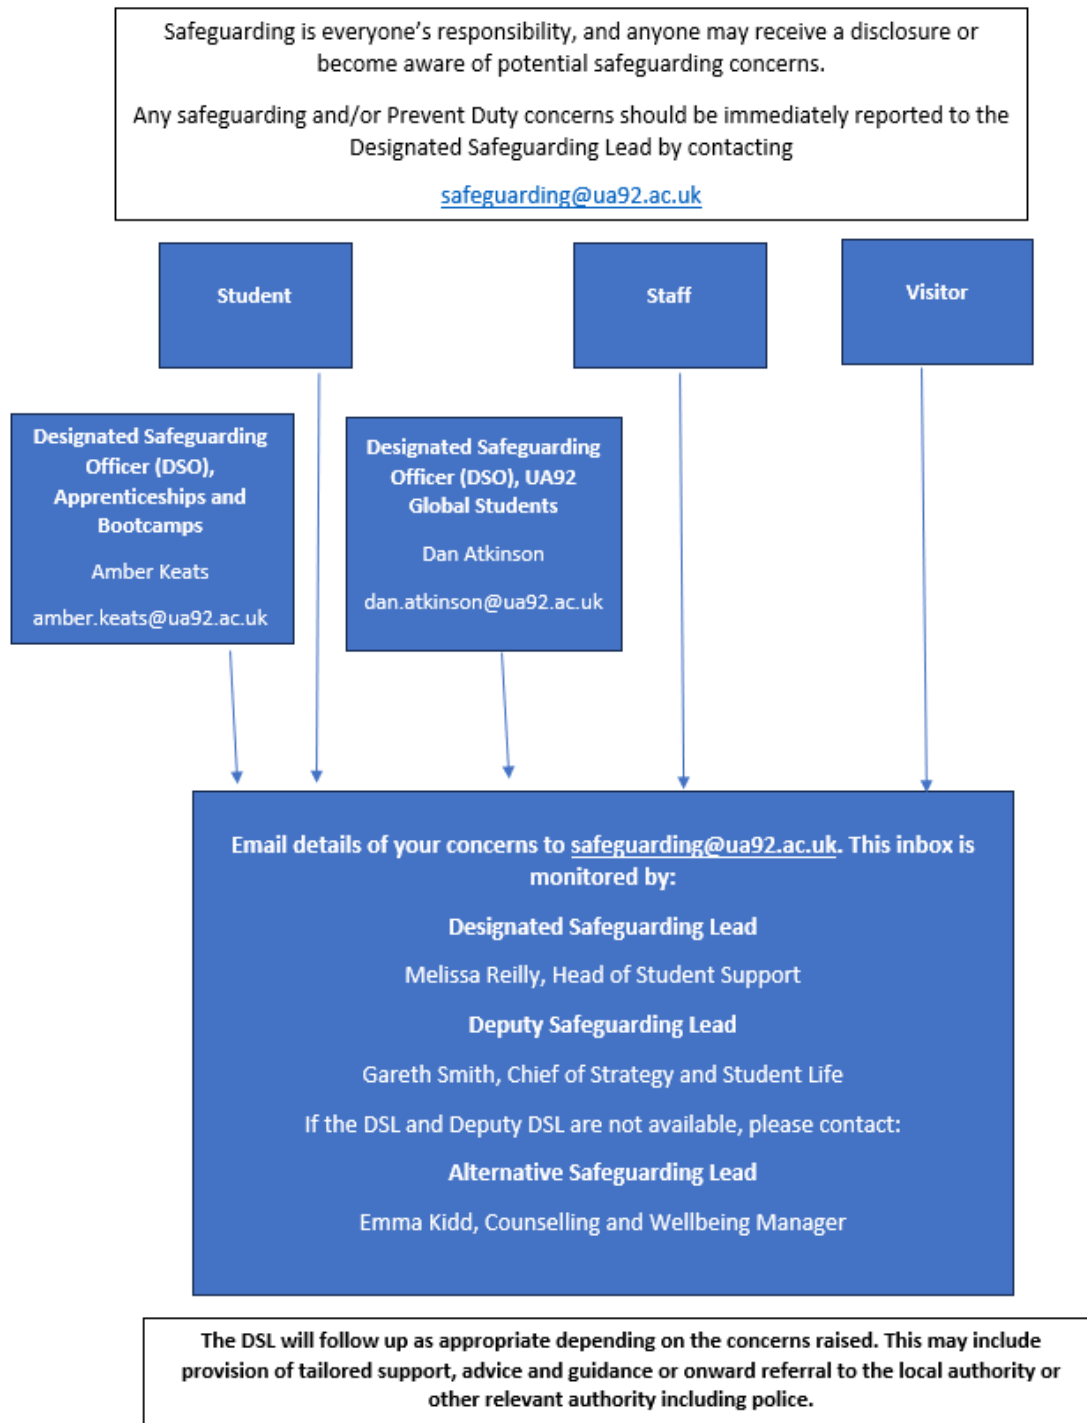 Safeguarding is everyone’s responsibility, and anyone may receive a disclosure or
become aware of potential safeguarding concerns.
Any safeguarding and/or Prevent Duty concerns should be immediately reported to the
Designated Safeguarding Lead by contacting
safeguarding@ua92.ac.uk
Student
Staff
Visitor
Designated Safeguarding
Officer (DSO),
Apprenticeships and
Bootcamps
Amber Keats
amber.keats@ua92.ac.uk
Designated Safeguarding
Officer (DSO), UA92
Global Students
Dan Atkinson
dan.atkinson@ua92.ac.uk
Email details of your concerns to safeguarding@ua92.ac.uk. This inbox is
monitored by:
Designated Safeguarding Lead
Melissa Reilly, Head of Student Support
Deputy Safeguarding Lead
Gareth Smith, Chief of Strategy and Student Life
If the DSL and Deputy DSL are not available, please contact:
Alternative Safeguarding Lead
Emma Kidd, Counselling and Wellbeing Manager
The DSL will follow up as appropriate depending on the concerns raised. This may include
provision of tailored support, advice and guidance or onward referral to the local authority or
other relevant authority including police.